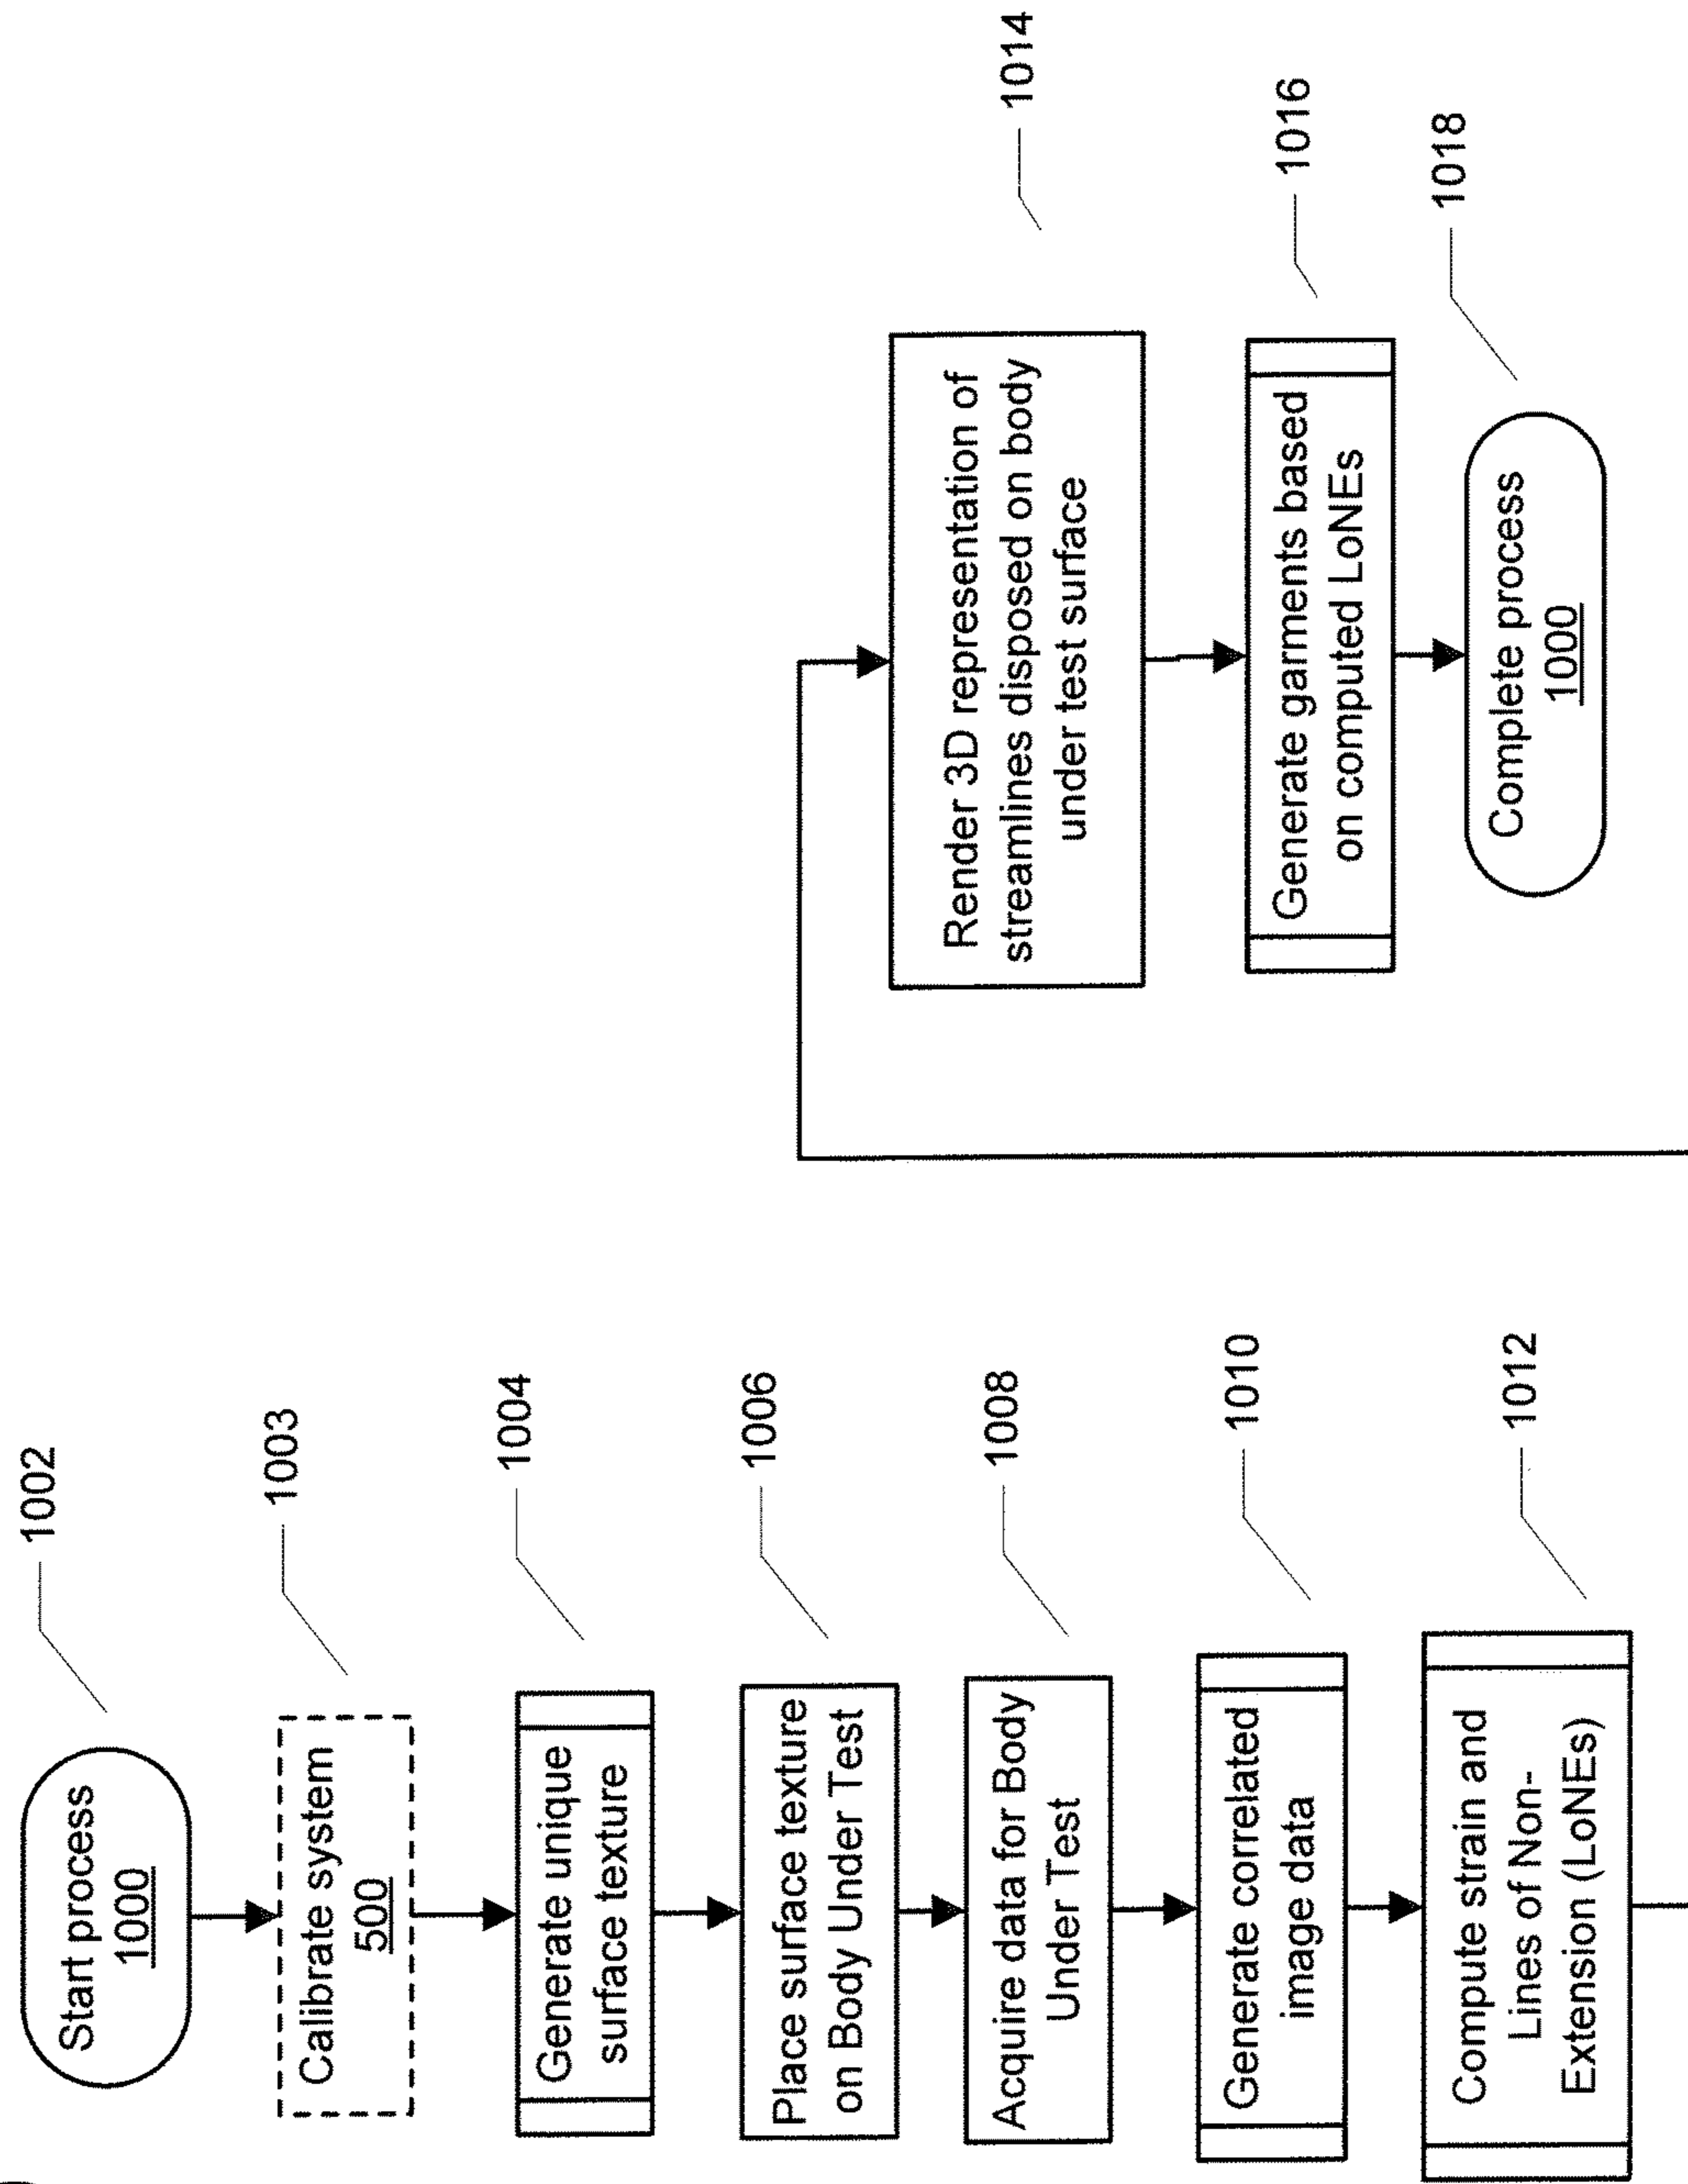 Start process
1000
1002
Calibrate system
500
1003
Generate unique
surface texture
1004
Place surface texture
on Body Under Test
1006
Acquire data for Body
Under Test
1008
Generate correlated
image data
1010
Compute strain and
Lines of Non-
Extension (LoNEs)
1012
Render 3D representation of
streamlines disposed on body
under test surface
1014
Generate garments based
on computed LoNEs
1016
Complete process
1000
1018